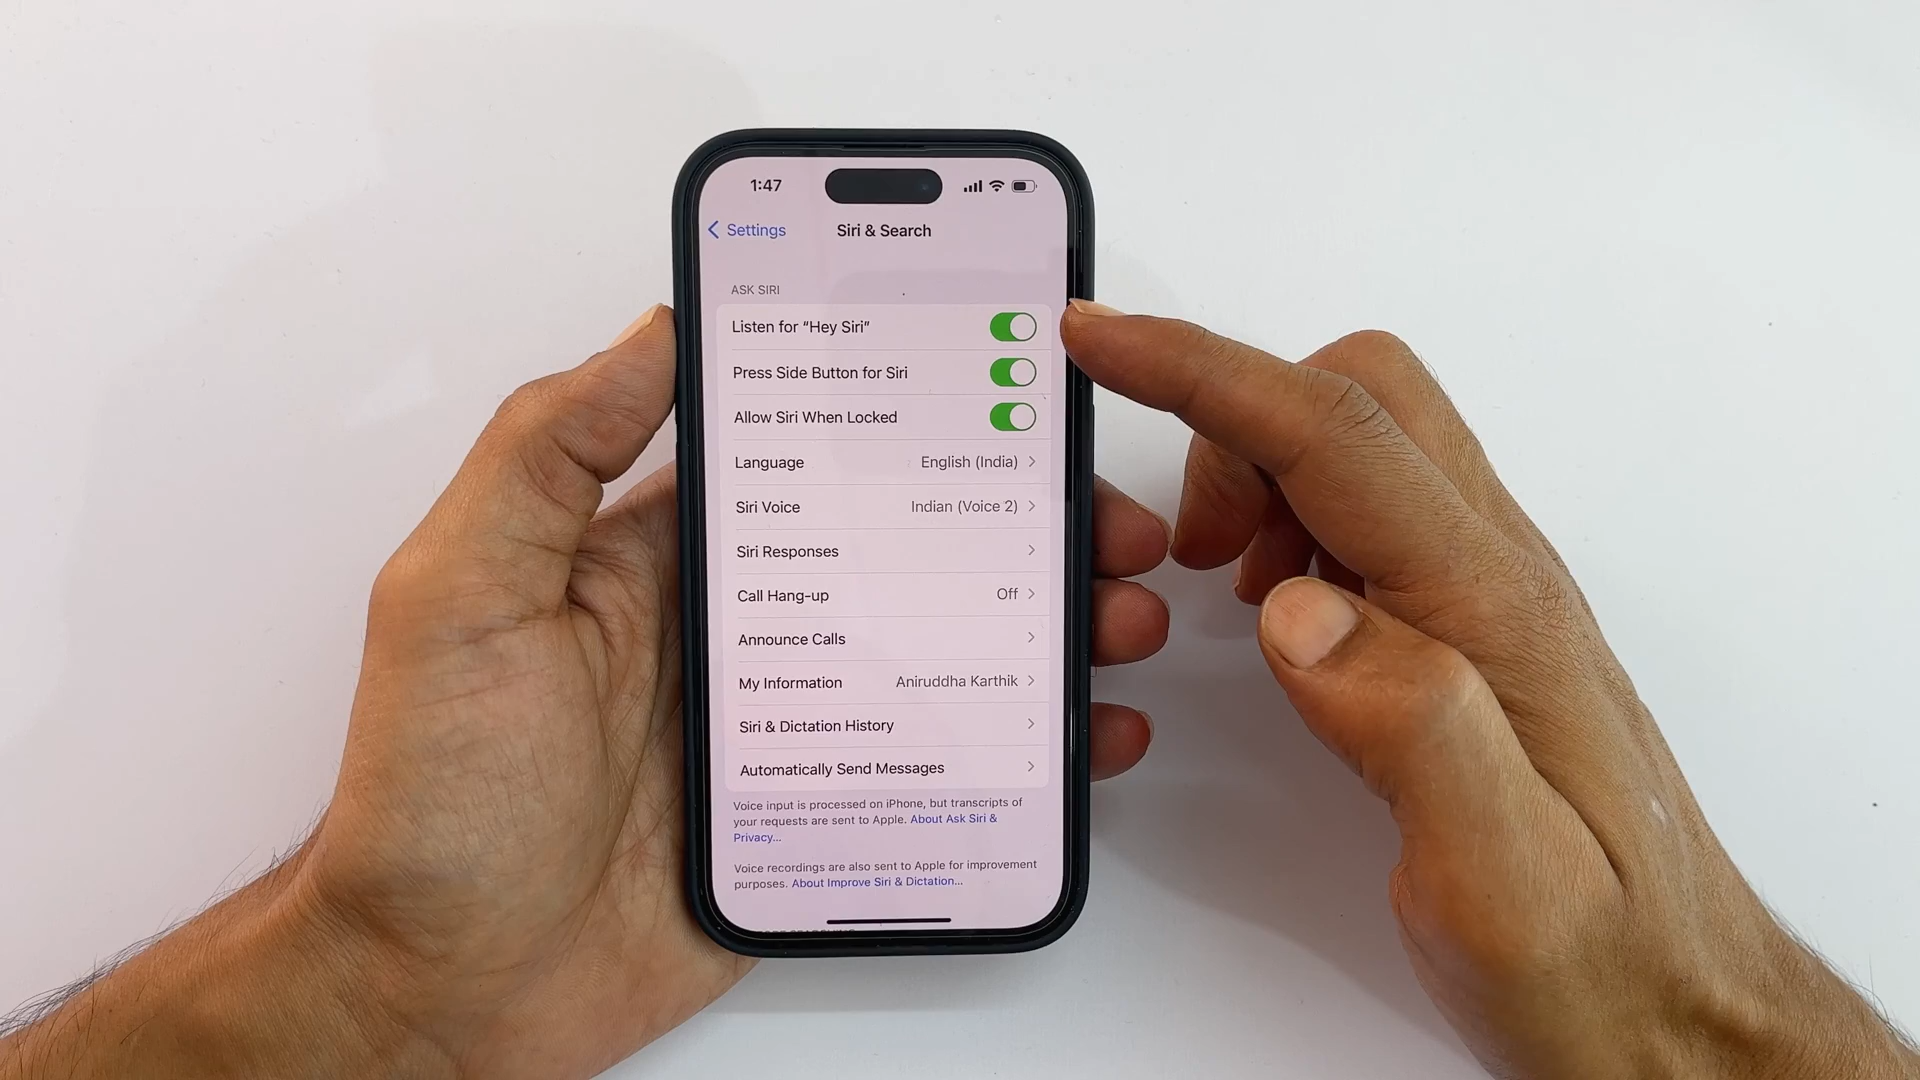 1:47
Settings
Siri & Search
ASK SIRI
Listen for “Hey Siri”
Press Side Button for Siri
Allow Siri When Locked
Language English (India)
Siri Voice Indian (Voice 2)
Siri Responses
Call Hang-up Off
Announce Calls
My Information Aniruddha Karthik
Siri & Dictation History
Automatically Send Messages
Voice input is processed on iPhone, but transcripts of
your requests are sent to Apple. About Ask Siri &
Privacy...
Voice recordings are also sent to Apple for improvement
purposes. About Improve Siri & Dictation...